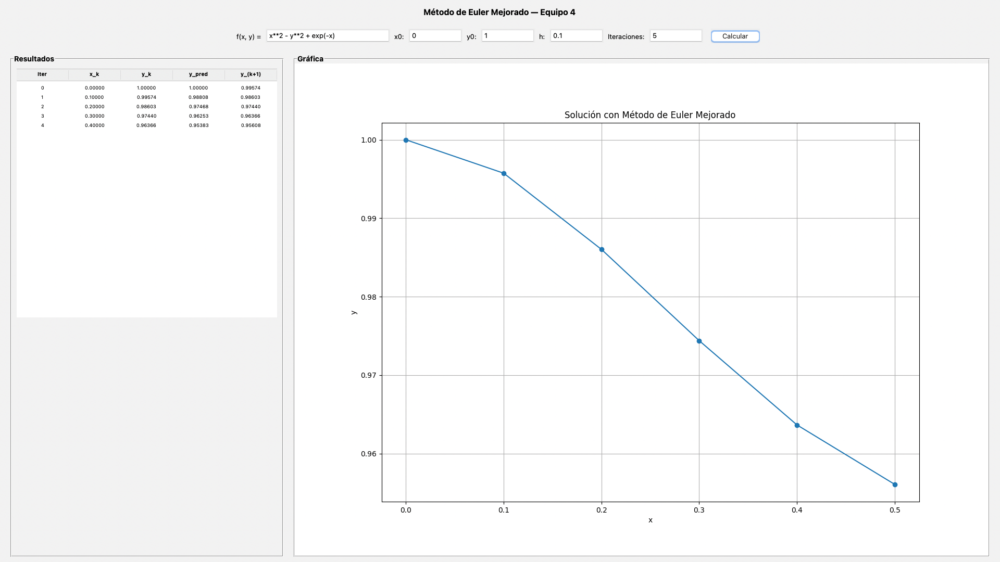 Método de Euler Mejorado — Equipo 4
f(x, y) = x**2 - y**2 + exp(-x) x0: 0 y0: 1 h: 0.1 Iteraciones: 5 Calcular
Resultados
Iter x_k y_k y_pred y_(k+1)
0 0.00000 1.00000 1.00000 0.99574
1 0.10000 0.99574 0.98808 0.98603
2 0.20000 0.98603 0.97468 0.97440
3 0.30000 0.97440 0.96253 0.96366
4 0.40000 0.96366 0.95383 0.95608
Gráfica
Solución con Método de Euler Mejorado
1.00
0.99
0.98
0.97
0.96
y
0.0 0.1 0.2 0.3 0.4 0.5
x